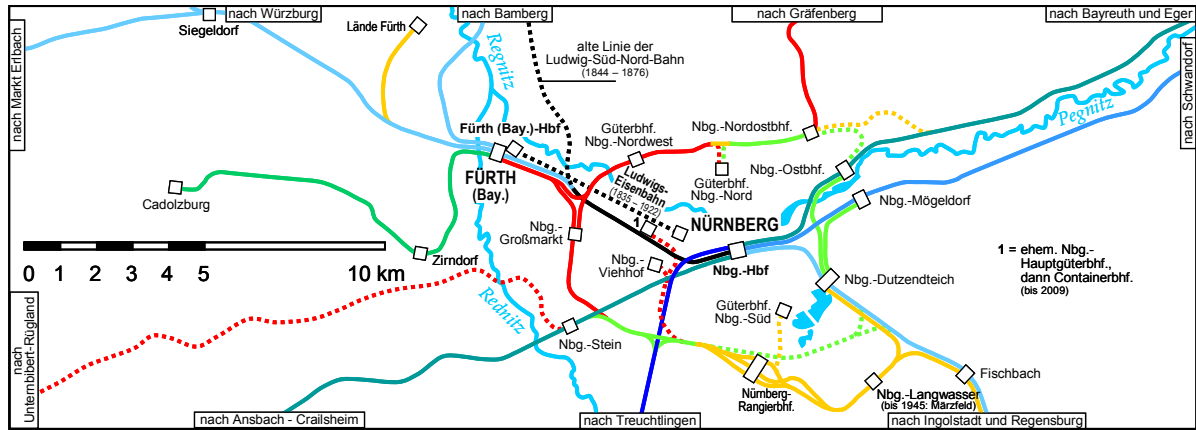 nach Würzburg
nach Bamberg
nach Gräfenberg
nach Bayreuth und Eger
Siegeldorf
Lände Fürth
nach Markt Erlbach
Regnitz
alte Linie der
Ludwig-Süd-Nord-Bahn
(1844 – 1876)
Pegnitz
nach Schwandorf
Fürth (Bay.)-Hbf
Güterbhf.
Nbg.-Nordwest
Nbg.-Nordostbhf.
FÜRTH
(Bay.)
Ludwigs-
Eisenbahn
(1835 – 1922)
Güterbhf.
Nbg.-Nord
Nbg.-Ostbhf.
Cadolzburg
Nbg.-Mögeldorf
1
NÜRNBERG
Nbg.-
Großmarkt
Nbg.-
Viehhof
Nbg.-Hbf
Zirndorf
0 1 2 3 4 5 10 km
1 = ehem. Nbg.-
Hauptgüterbhf.,
dann Containerbhf.
(bis 2009)
Nbg.-Dutzendteich
Rednitz
Güterbhf.
Nbg.-Süd
Nbg.-Stein
nach
Unternbibert-Rügland
Fischbach
Nürnberg-
Rangierbhf.
Nbg.-Langwasser
(bis 1945: Märzfeld)
nach Ansbach - Crailsheim
nach Treuchtlingen
nach Ingolstadt und Regensburg